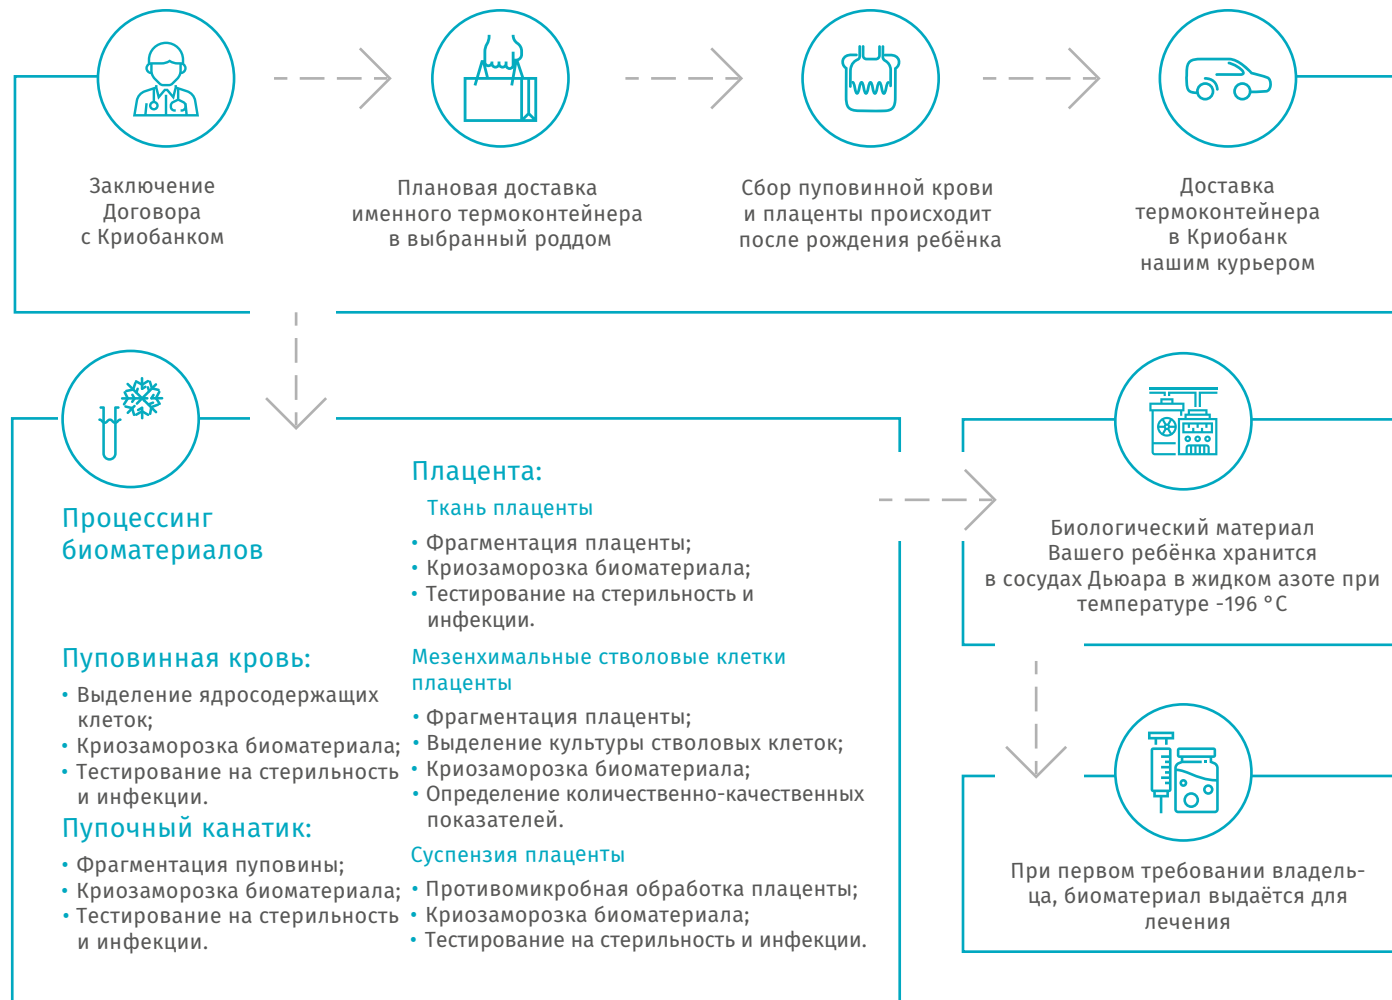 Заключение
Договора
с Криобанком
Плановая доставка
именного термоконтейнера
в выбранный роддом
Сбор пуповинной крови
и плаценты происходит
после рождения ребёнка
Доставка
термоконтейнера
в Криобанк
нашим курьером
Процессинг
биоматериалов
Пуповинная кровь:
• Выделение ядросодержащих
клеток;
• Криозаморозка биоматериала;
• Тестирование на стерильность
и инфекции.
Пупочный канатик:
• Фрагментация пуповины;
• Криозаморозка биоматериала;
• Тестирование на стерильность
и инфекции.
Плацента:
Ткань плаценты
• Фрагментация плаценты;
• Криозаморозка биоматериала;
• Тестирование на стерильность и
инфекции.
Мезенхимальные стволовые клетки
плаценты
• Фрагментация плаценты;
• Выделение культуры стволовых клеток;
• Криозаморозка биоматериала;
• Определение количественно-качественных
показателей.
Суспензия плаценты
• Противомикробная обработка плаценты;
• Криозаморозка биоматериала;
• Тестирование на стерильность и инфекции.
Биологический материал
Вашего ребёнка хранится
в сосудах Дьюара в жидком азоте при
температуре -196 °C
При первом требовании владель-
ца, биоматериал выдаётся для
лечения